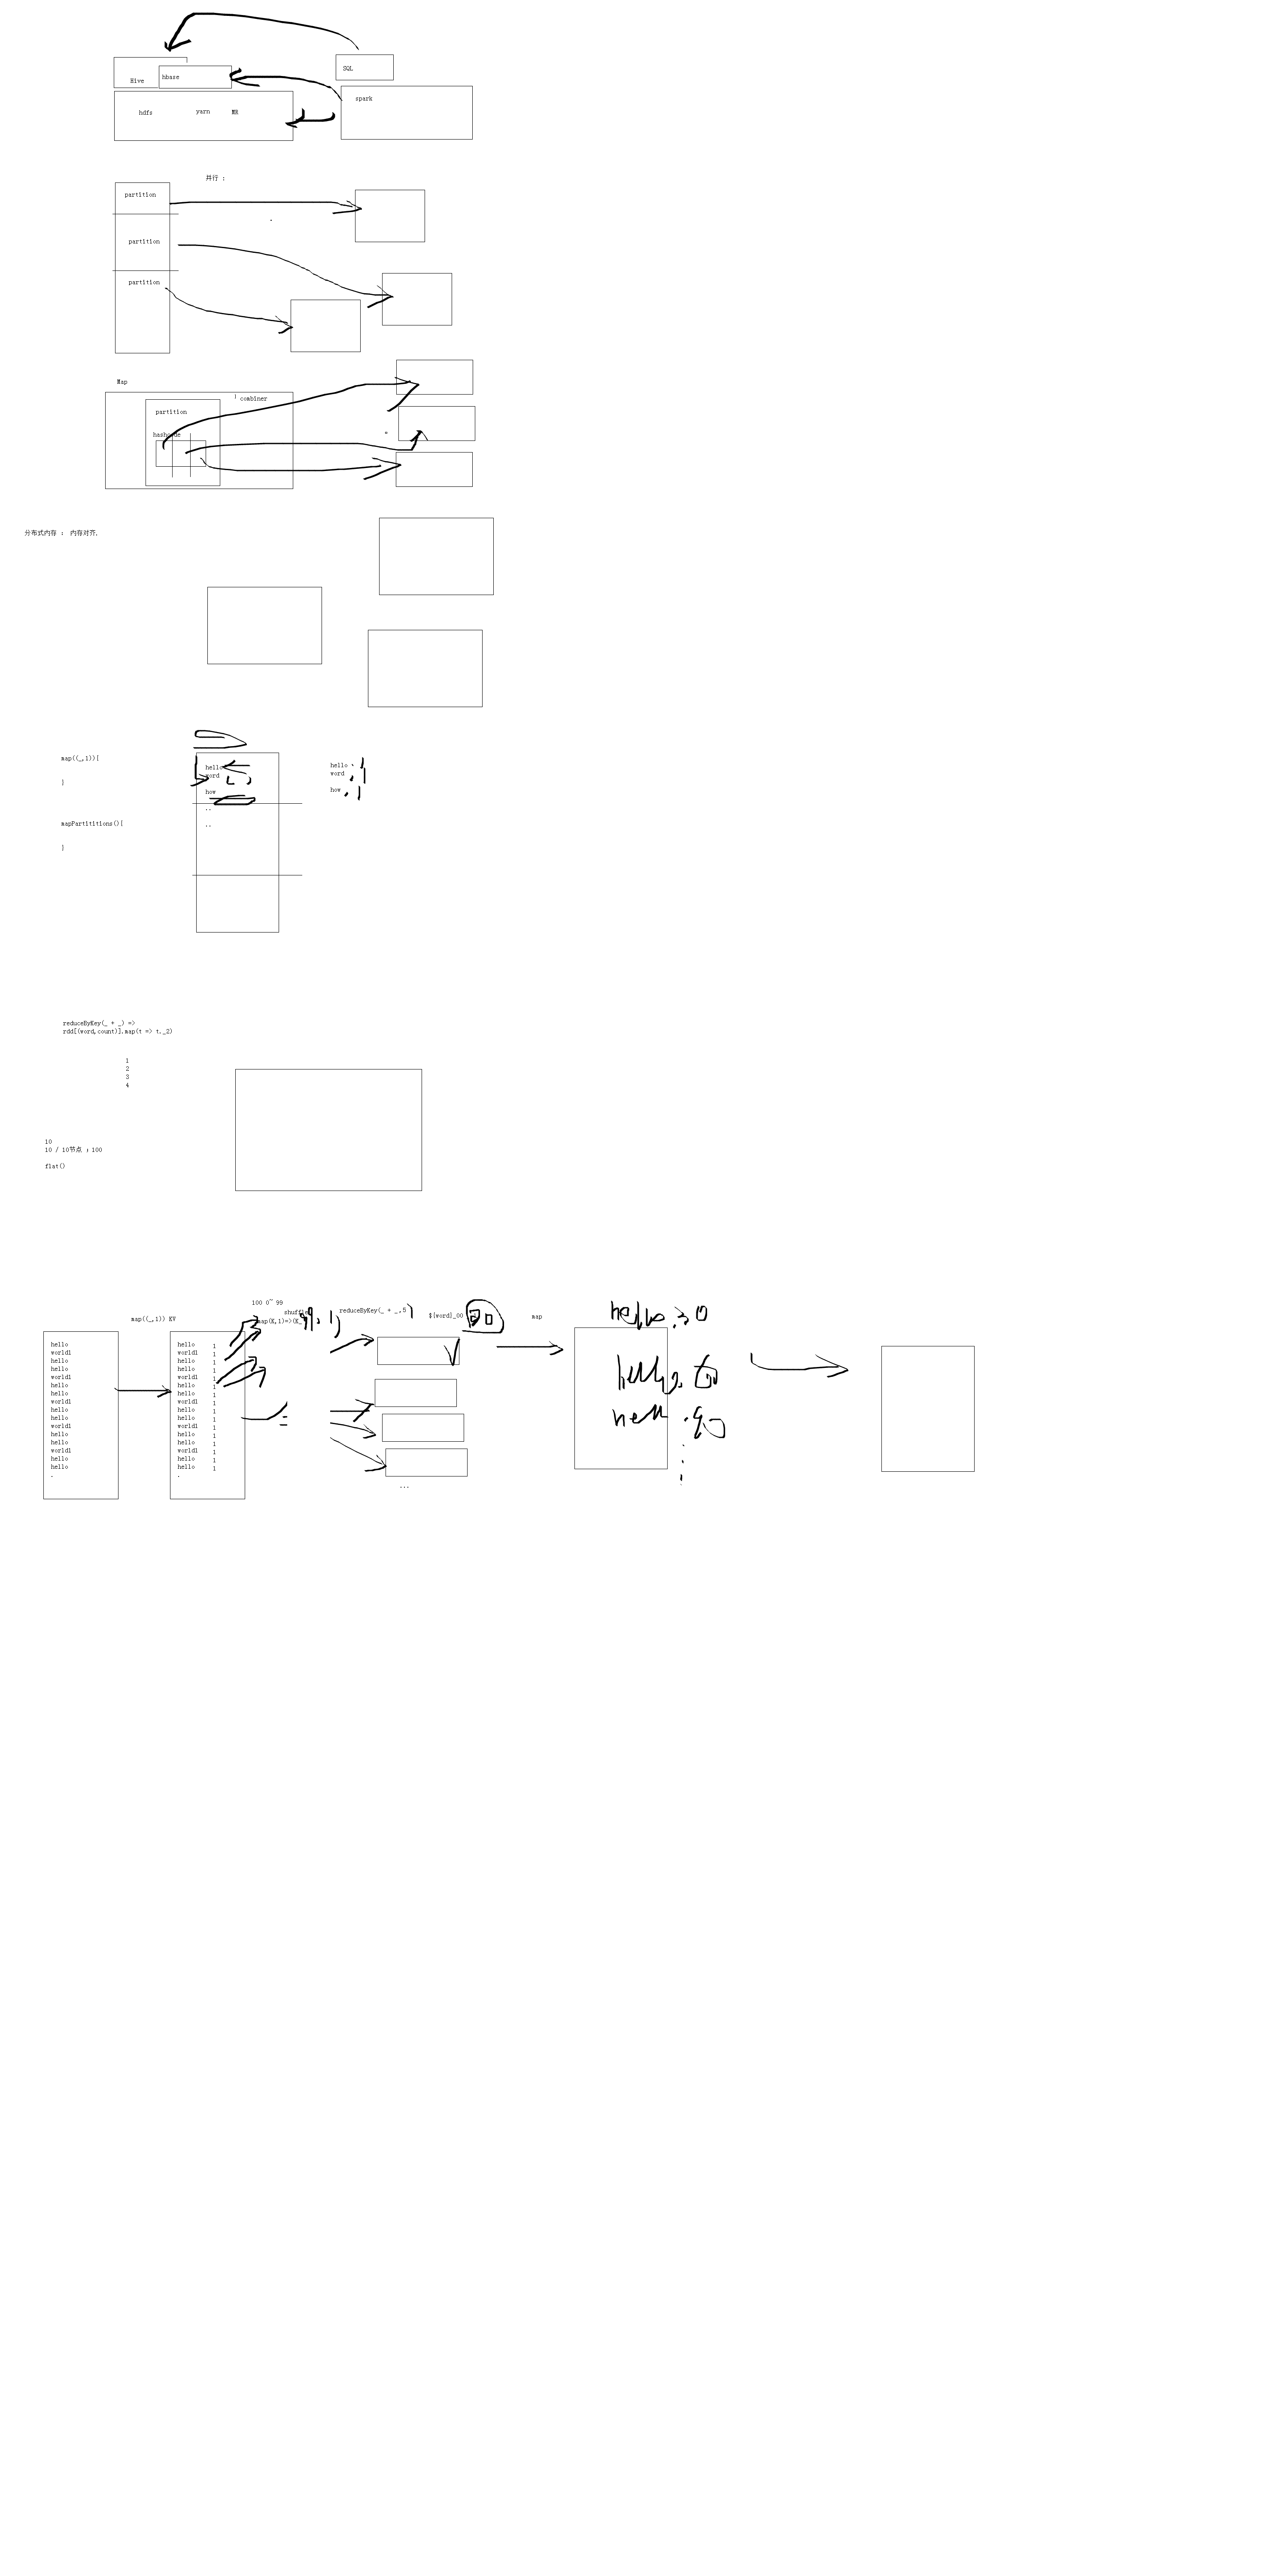 SQL
Hive
hbase
spark
hdfs yarn MR
并行 ：
partition
partition
partition
Map
combiner
partition
hashcode
分布式内存 ： 内存对齐.
map((_,1)){
}
mapPartititions(){
}
hello
word
how
..
..
hello . 1
word . 1
how . 1
reduceByKey(_ + _) =>
rdd[(word,count)].map(t => t._2)
1
2
3
4
10
10 / 10节点 ；100
flat()
map((_,1)) KV
100 0~ 99
shuffle
map(K,1)=>(K_99, 1)
reduceByKey(_ + _,5)
${word}_00
map
hello
world1
hello
hello
world1
hello
hello
world1
hello
hello
world1
hello
hello
world1
hello
hello
.
hello 1
world1 1
hello 1
hello 1
world1 1
hello 1
hello 1
world1 1
hello 1
hello 1
world1 1
hello 1
hello 1
world1 1
hello 1
hello 1
.
...